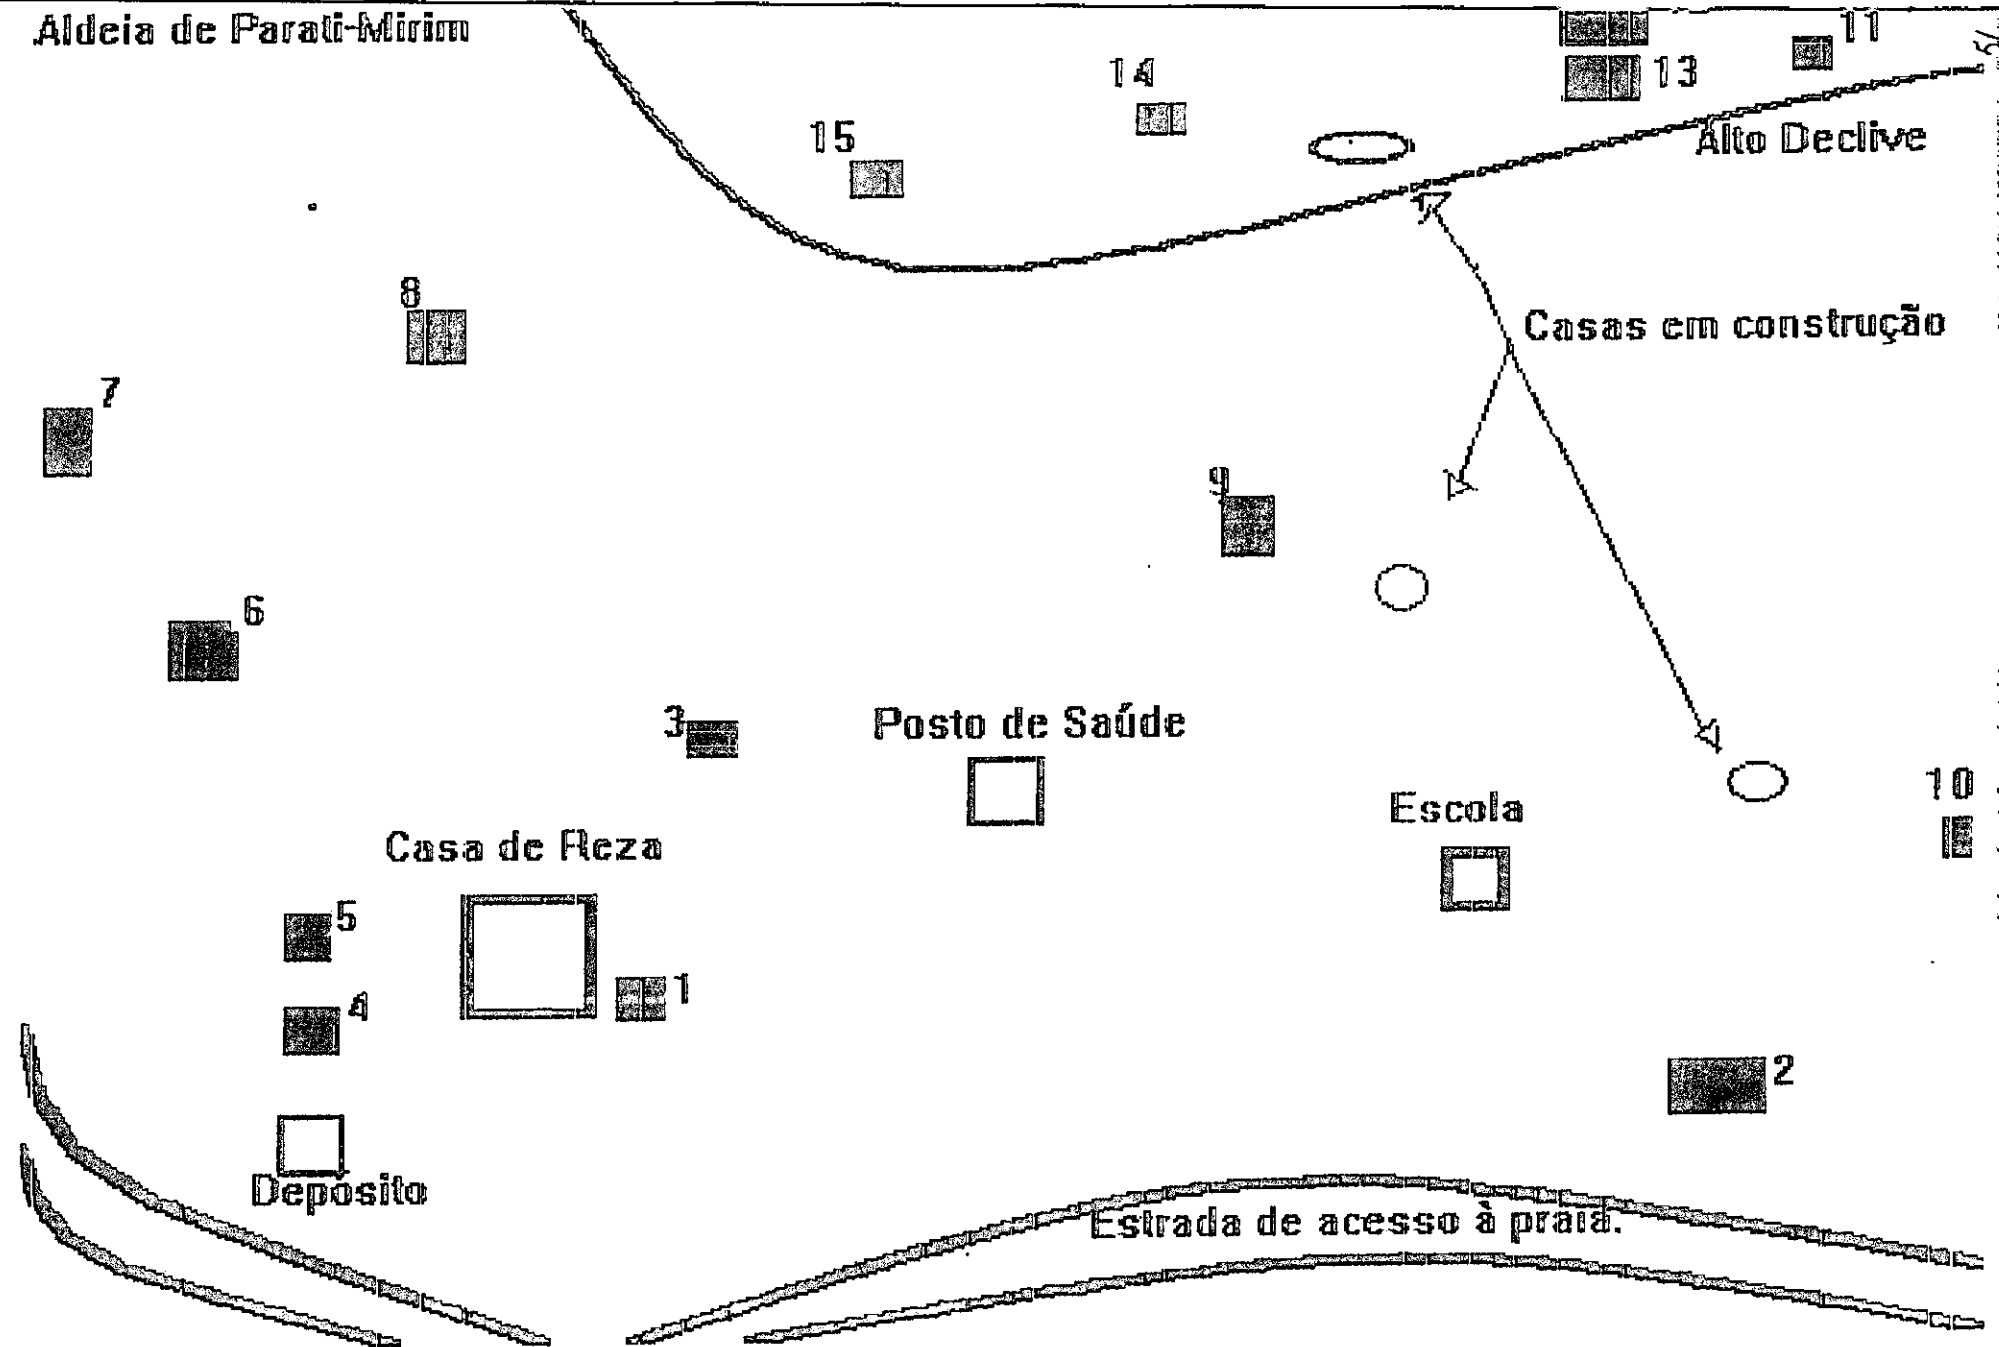 Aldeia de Parati-Mirim
11
14
13
15
Alto Declive
8
Casas em construção
7
9
6
3
Posto de Saúde
10
Escola
Casa de Reza
5
1
4
2
Depósito
Estrada de acesso à praia.